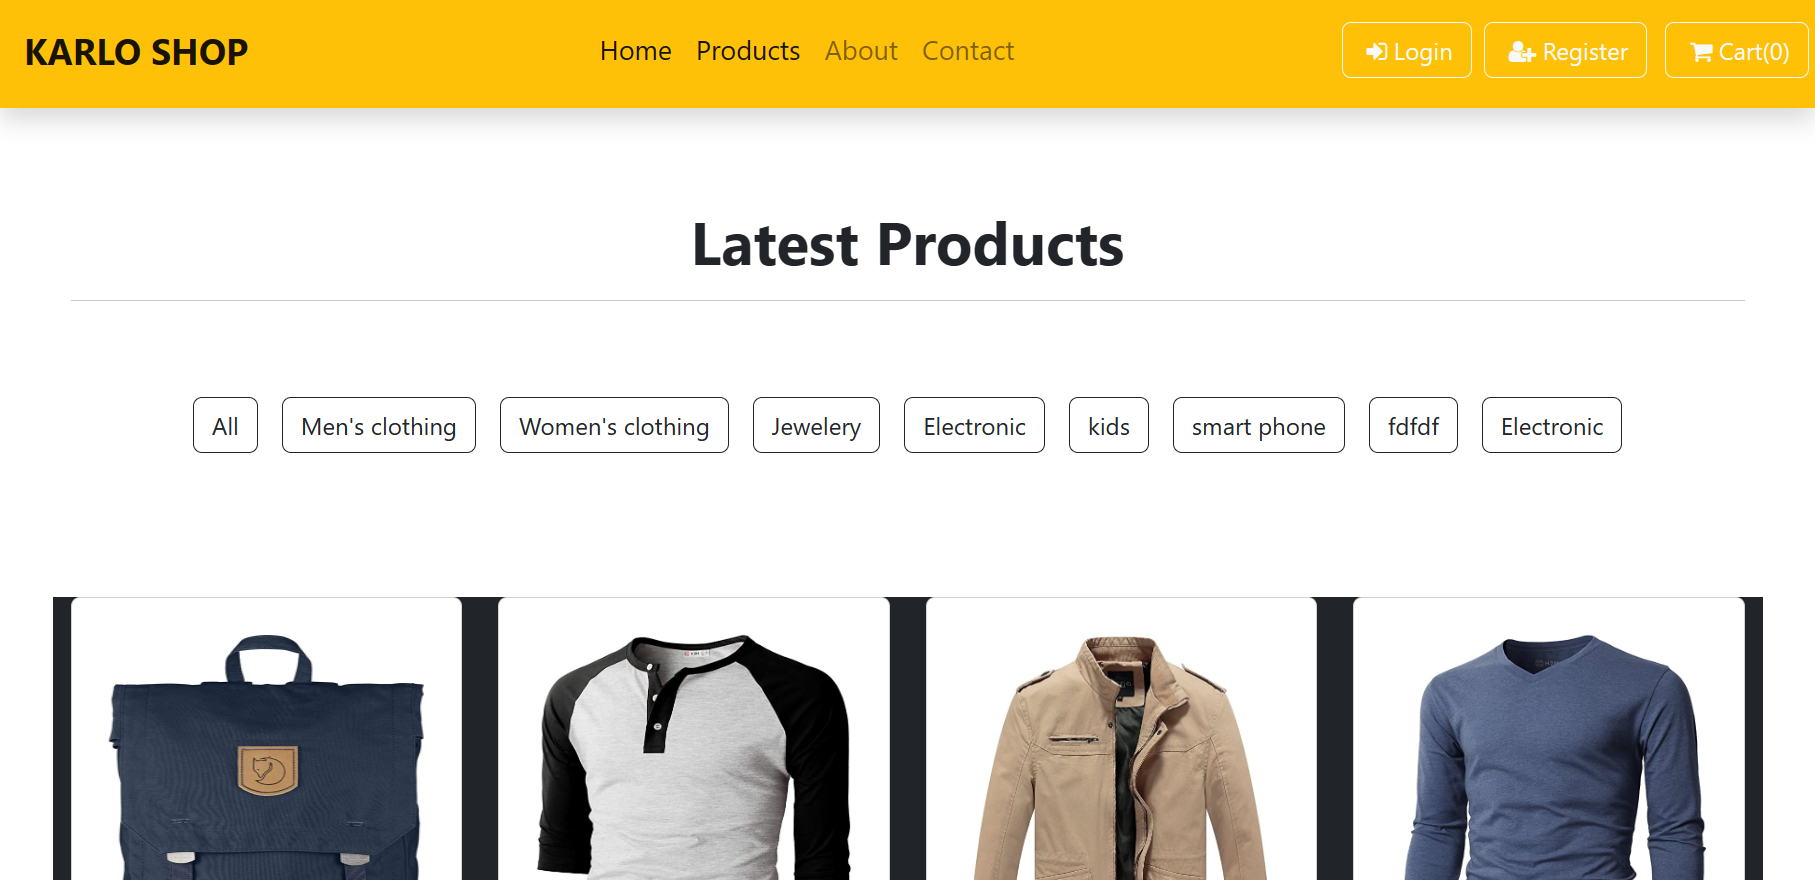 KARLO SHOP Home Products About Contact Login Register Cart(0)
Latest Products
All Men's clothing Women's clothing Jewelery Electronic kids smart phone fdfdf Electronic